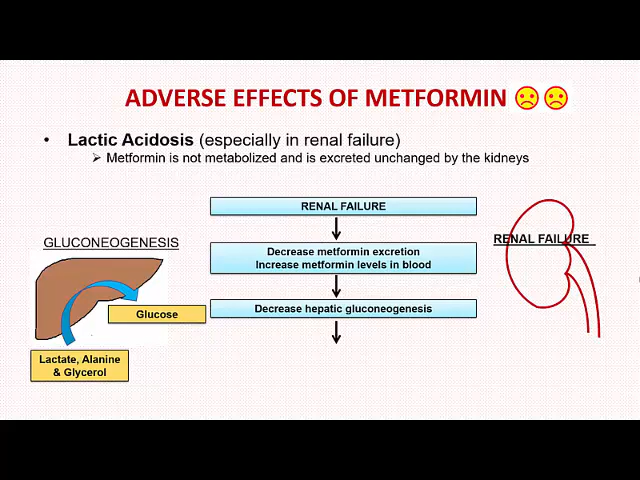 ADVERSE EFFECTS OF METFORMIN
• Lactic Acidosis (especially in renal failure)
➢ Metformin is not metabolized and is excreted unchanged by the kidneys
RENAL FAILURE
GLUCONEOGENESIS
Decrease metformin excretion
Increase metformin levels in blood
RENAL FAILURE
Glucose
Decrease hepatic gluconeogenesis
Lactate, Alanine
& Glycerol